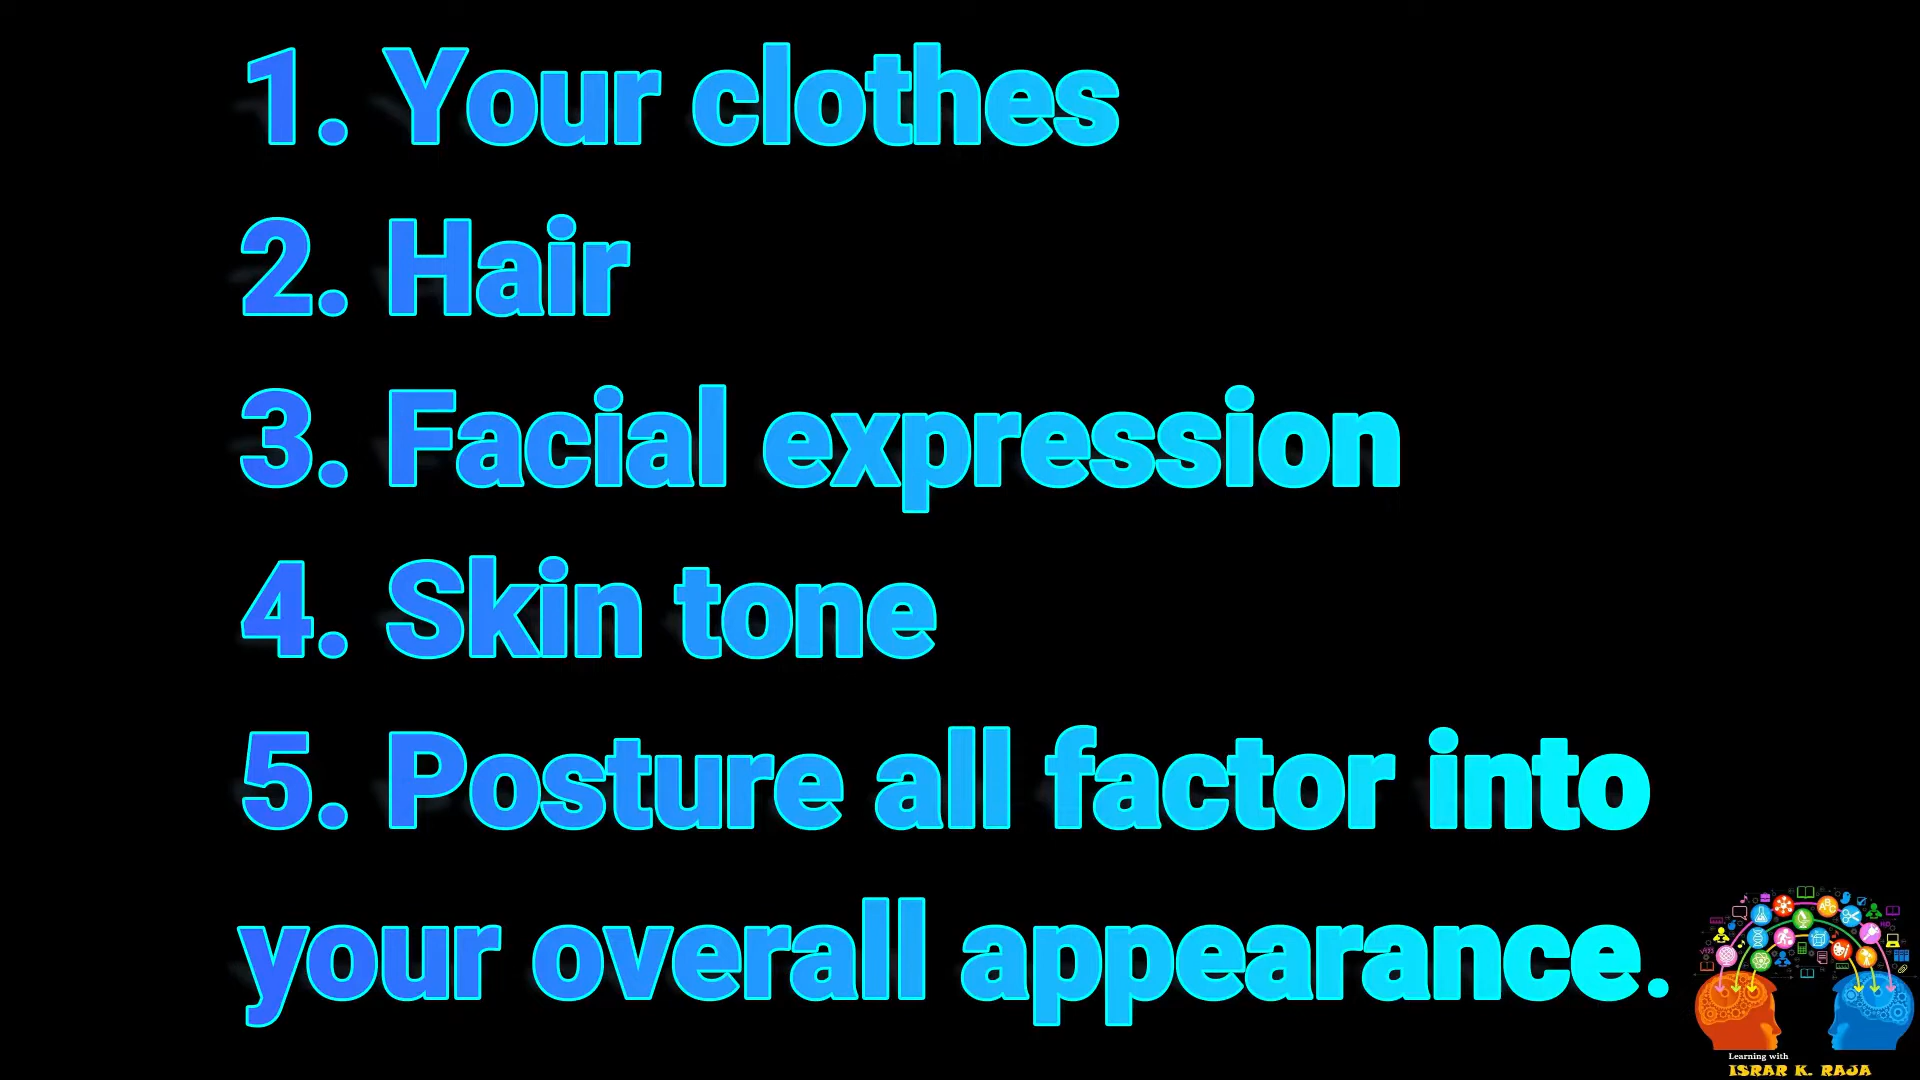 1. Your clothes
2. Hair
3. Facial expression
4. Skin tone
5. Posture all factor into
your overall appearance.
Learning with
ISRAR K. RAJA